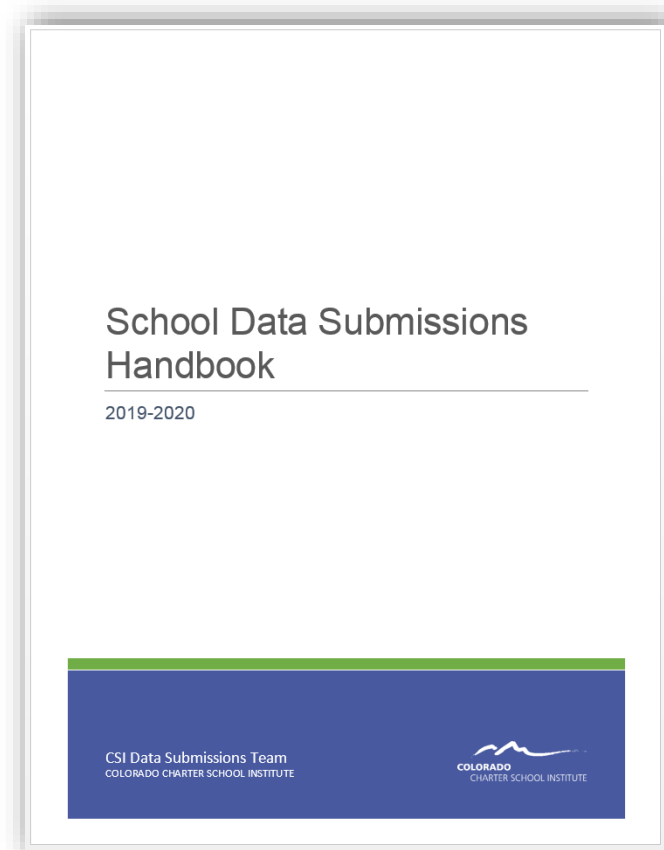 School Data Submissions
Handbook
2019-2020
CSI Data Submissions Team
COLORADO CHARTER SCHOOL INSTITUTE
COLORADO
CHARTER SCHOOL INSTITUTE